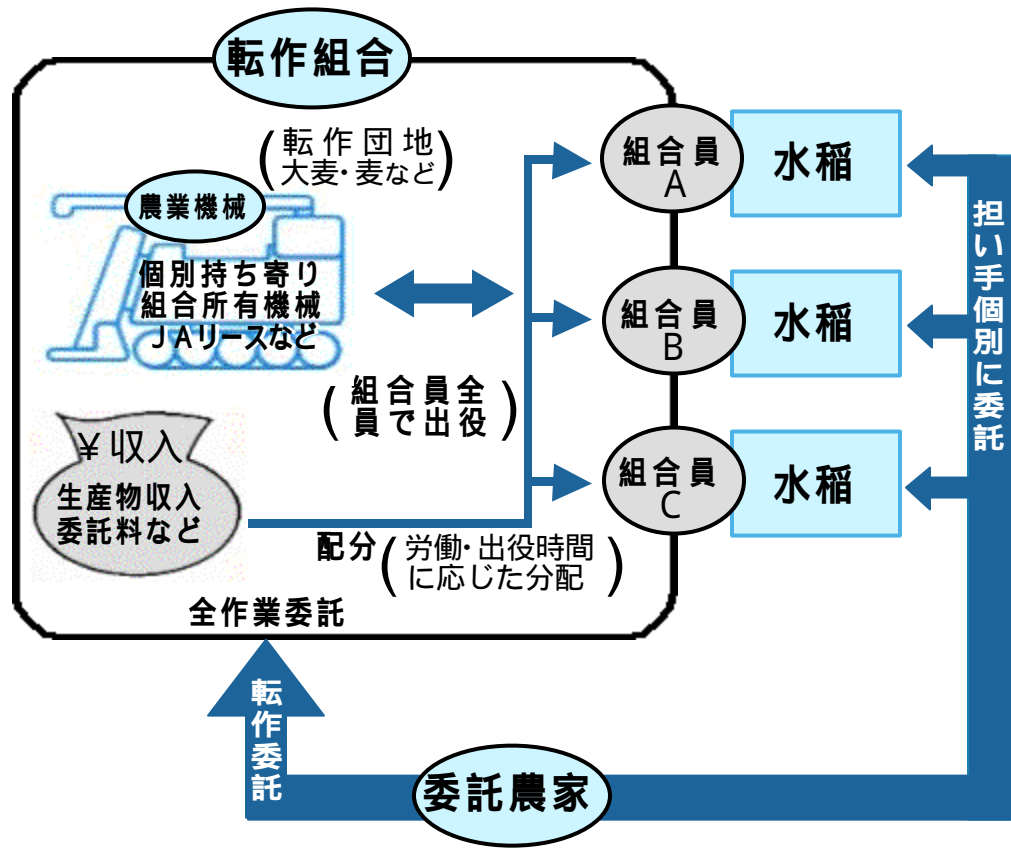 転作組合
(転作団地
大麦・麦など)
農業機械
個別持ち寄り
組合所有機械
JAリースなど
(組合員全
員で出役)
¥収入
生産物収入
委託料など
配分(労働・出役時間
に応じた分配)
全作業委託
組合員
A
水稲
組合員
B
水稲
組合員
C
水稲
担い手個別に委託
転作委託
委託農家